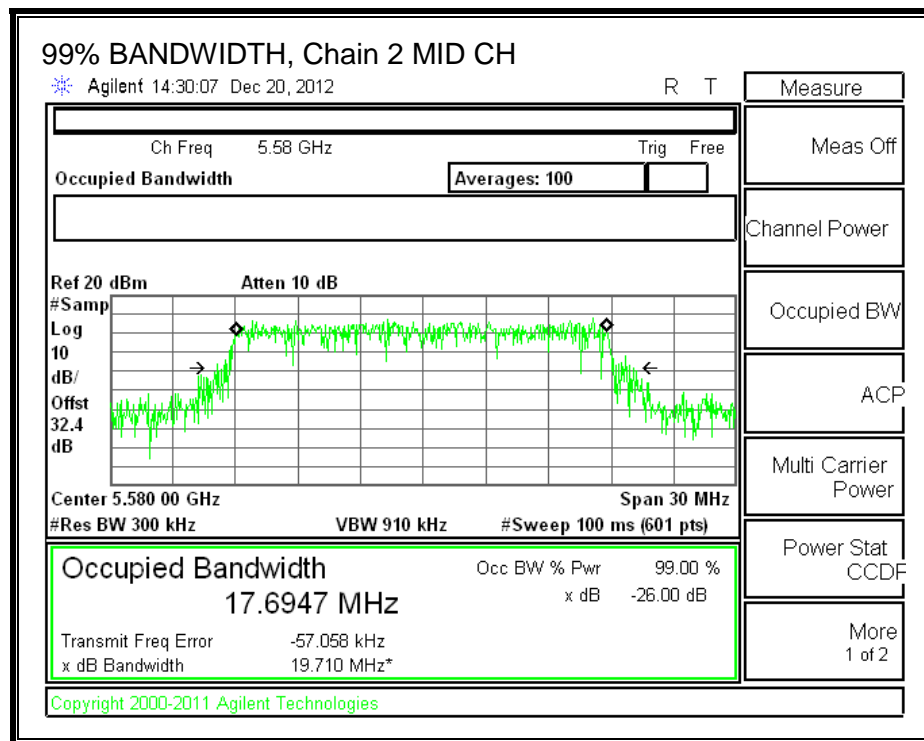 99% BANDWIDTH, Chain 2 MID CH
Agilent 14:30:07 Dec 20, 2012 R T
Measure
Ch Freq 5.58 GHz Trig Free
Meas Off
Occupied Bandwidth Averages: 100
Channel Power
Ref 20 dBm Atten 10 dB
#Samp
Log
10
dB/
Offst
32.4
dB
Occupied BW
ACP
Center 5.580 00 GHz Span 30 MHz
#Res BW 300 kHz VBW 910 kHz #Sweep 100 ms (601 pts)
Multi Carrier
Power
Occupied Bandwidth Occ BW % Pwr 99.00 %
17.6947 MHz x dB -26.00 dB
Transmit Freq Error -57.058 kHz
x dB Bandwidth 19.710 MHz*
Power Stat
CCDF
More
1 of 2
Copyright 2000-2011 Agilent Technologies